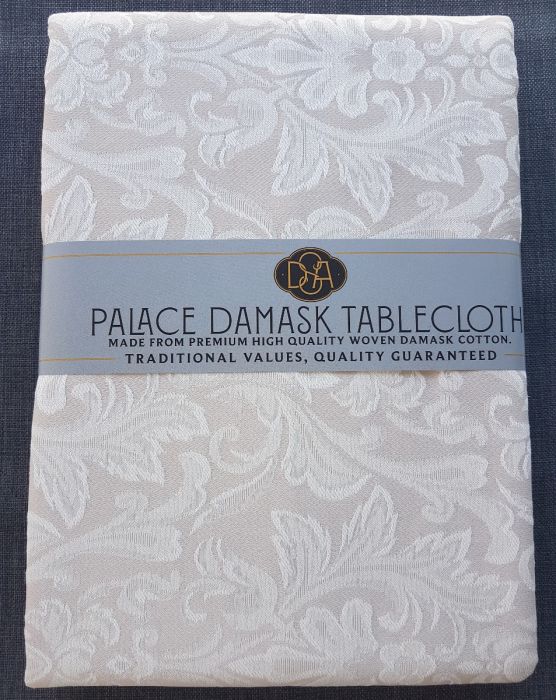 DSA
PALACE DAMASK TABLECLOTH
MADE FROM PREMIUM HIGH QUALITY WOVEN DAMASK COTTON.
TRADITIONAL VALUES, QUALITY GUARANTEED